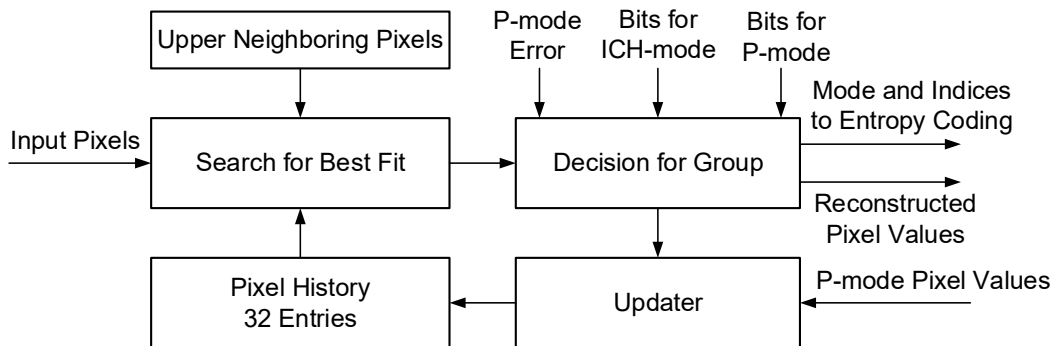 Upper Neighboring Pixels
P-mode
Error
Bits for
ICH-mode
Bits for
P-mode
Input Pixels
Search for Best Fit
Decision for Group
Mode and Indices
to Entropy Coding
Reconstructed
Pixel Values
Pixel History
32 Entries
Updater
P-mode Pixel Values